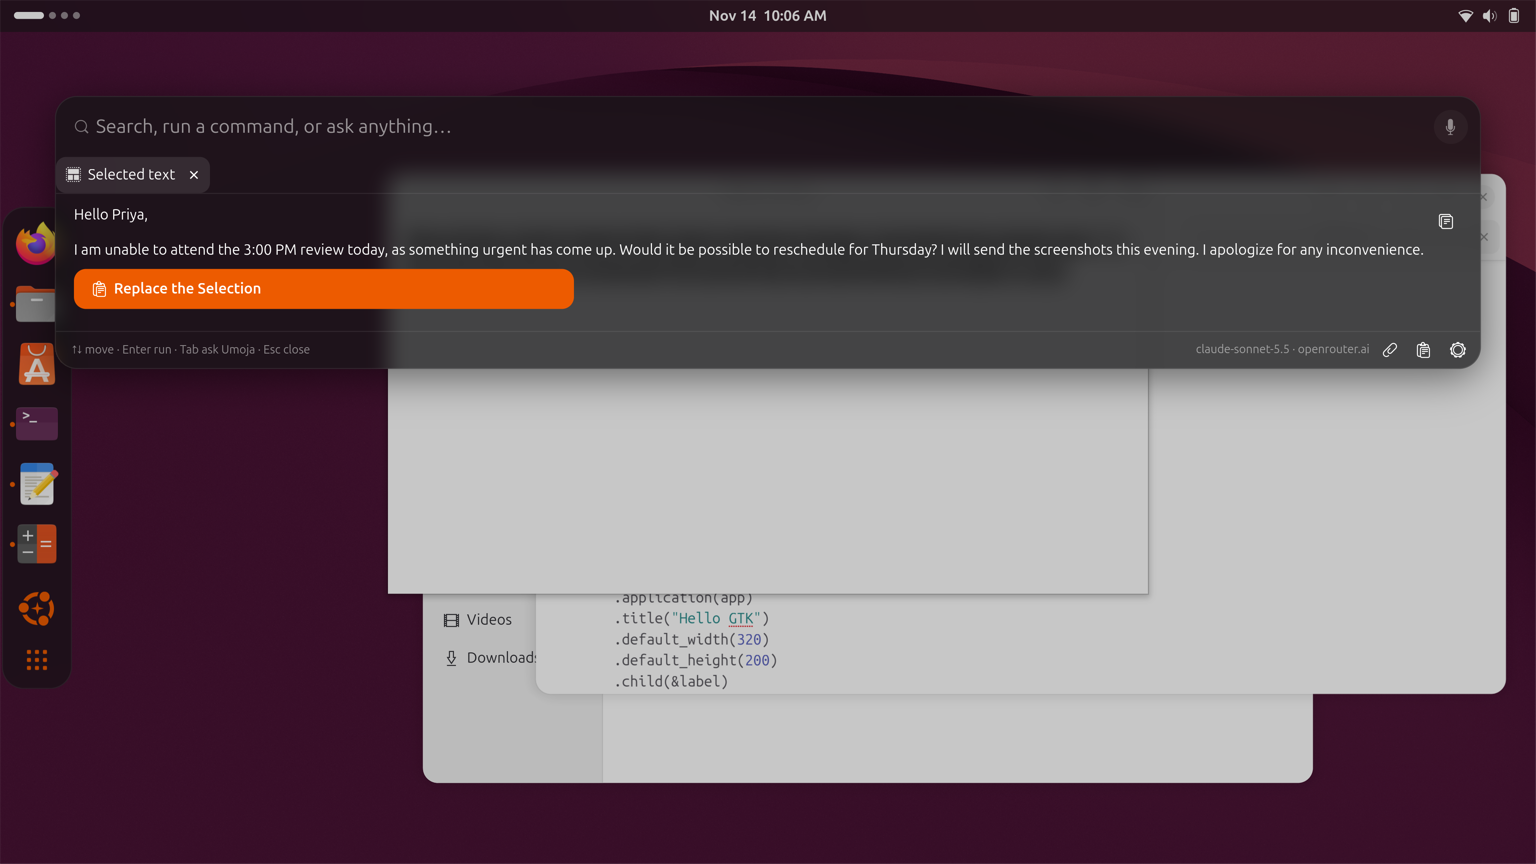 Nov 14 10:06 AM
Search, run a command, or ask anything…
Selected text ×
Hello Priya,
I am unable to attend the 3:00 PM review today, as something urgent has come up. Would it be possible to reschedule for Thursday? I will send the screenshots this evening. I apologize for any inconvenience.
Replace the Selection
↑↓ move · Enter run · Tab ask Umoja · Esc close
claude-sonnet-5.5 · openrouter.ai
.application(app)
Videos
.title("Hello GTK")
.default_width(320)
Downloads
.default_height(200)
.child(&label)